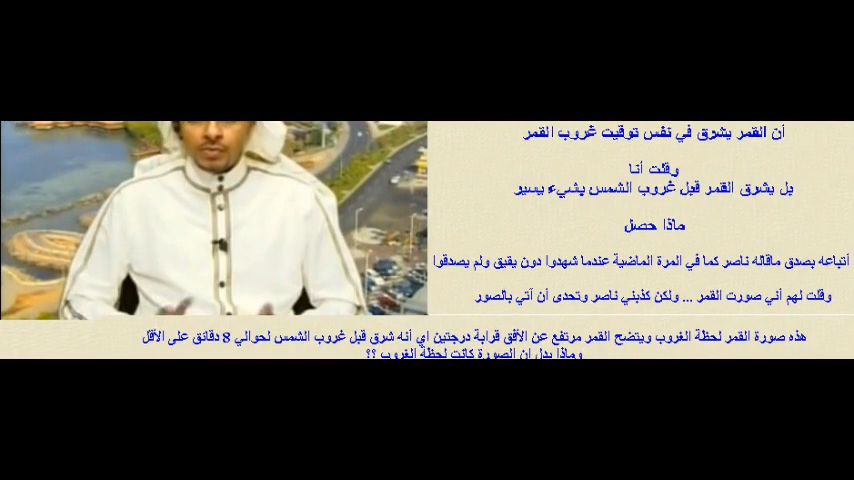 أن القمر يشرق في نفس توقيت غروب القمر
وقلت أنا
بل يشرق القمر قبل غروب الشمس بشيء يسير
ماذا حصل
أتباعه بصدق ماقاله ناصر كما في المرة الماضية عندما شهدوا دون يقيق ولم يصدقوا
وقلت لهم أني صورت القمر ... ولكن كذبني ناصر وتحدى أن آتي بالصور
هذه صورة القمر لحظة الغروب ويتضح القمر مرتفع عن الأفق قرابة درجتين اي أنه شرق قبل غروب الشمس لحوالي 8 دقائق على الأقل
وماذا يدل ان الصورة كانت لحظة الغروب ؟؟